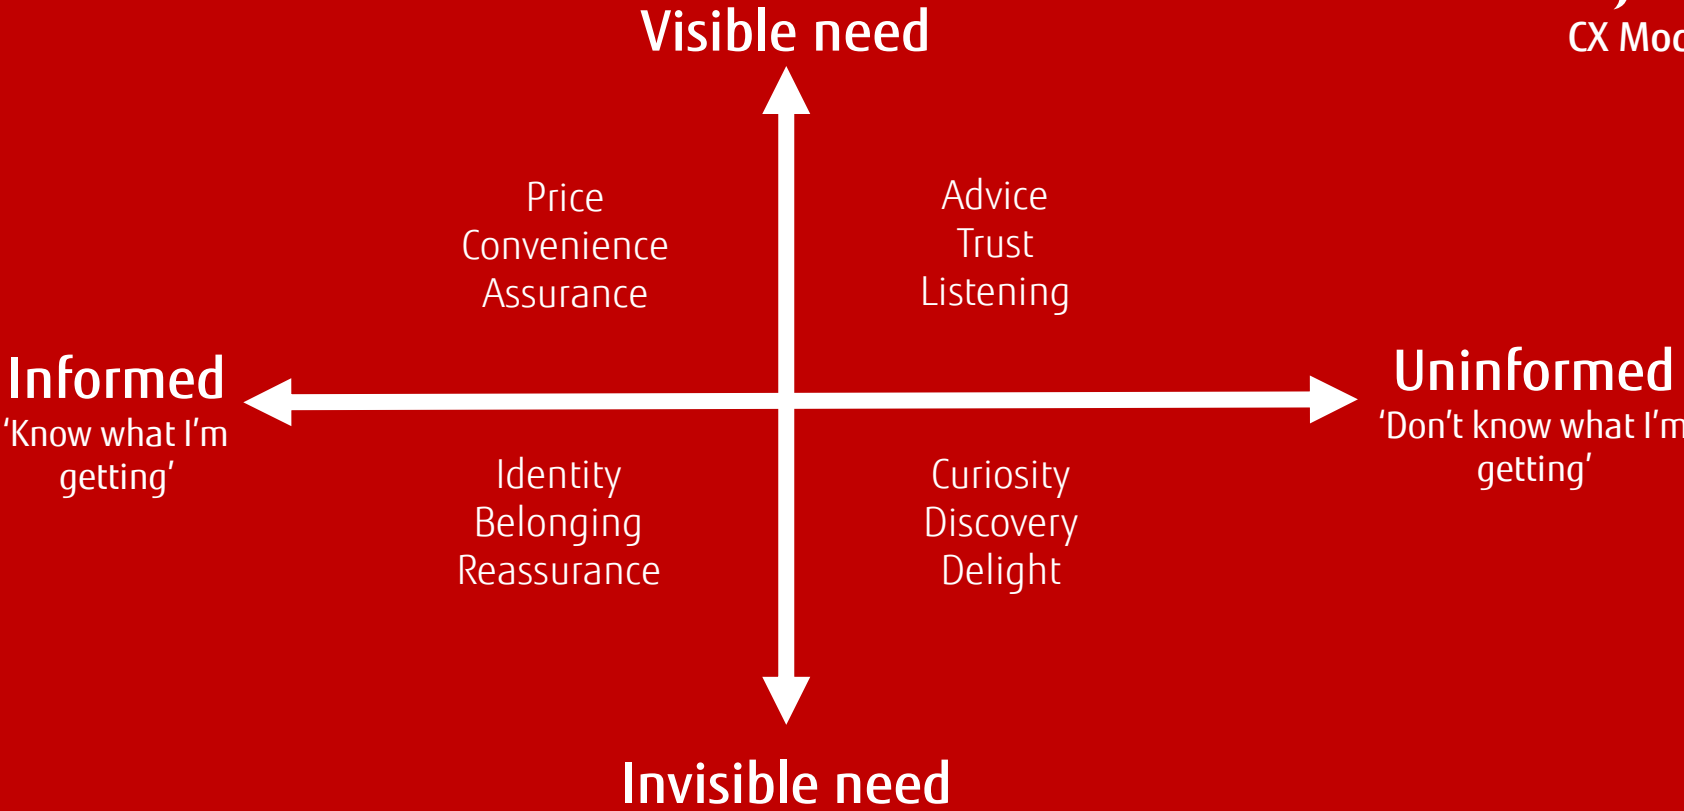 Visible need
CX
Price
Convenience
Assurance
Advice
Trust
Listening
Informed
‘Know what I’m
getting’
Uninformed
‘Don’t know what I’m
getting’
Identity
Belonging
Reassurance
Curiosity
Discovery
Delight
Invisible need